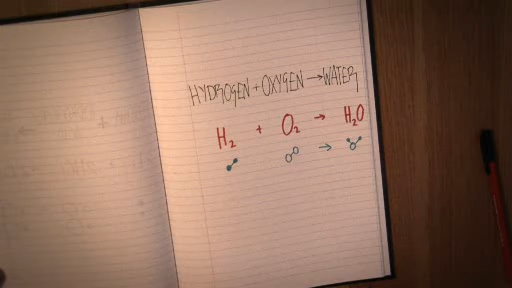 HYDROGEN + OXYGEN → WATER
H₂ + O₂ → H₂O
→